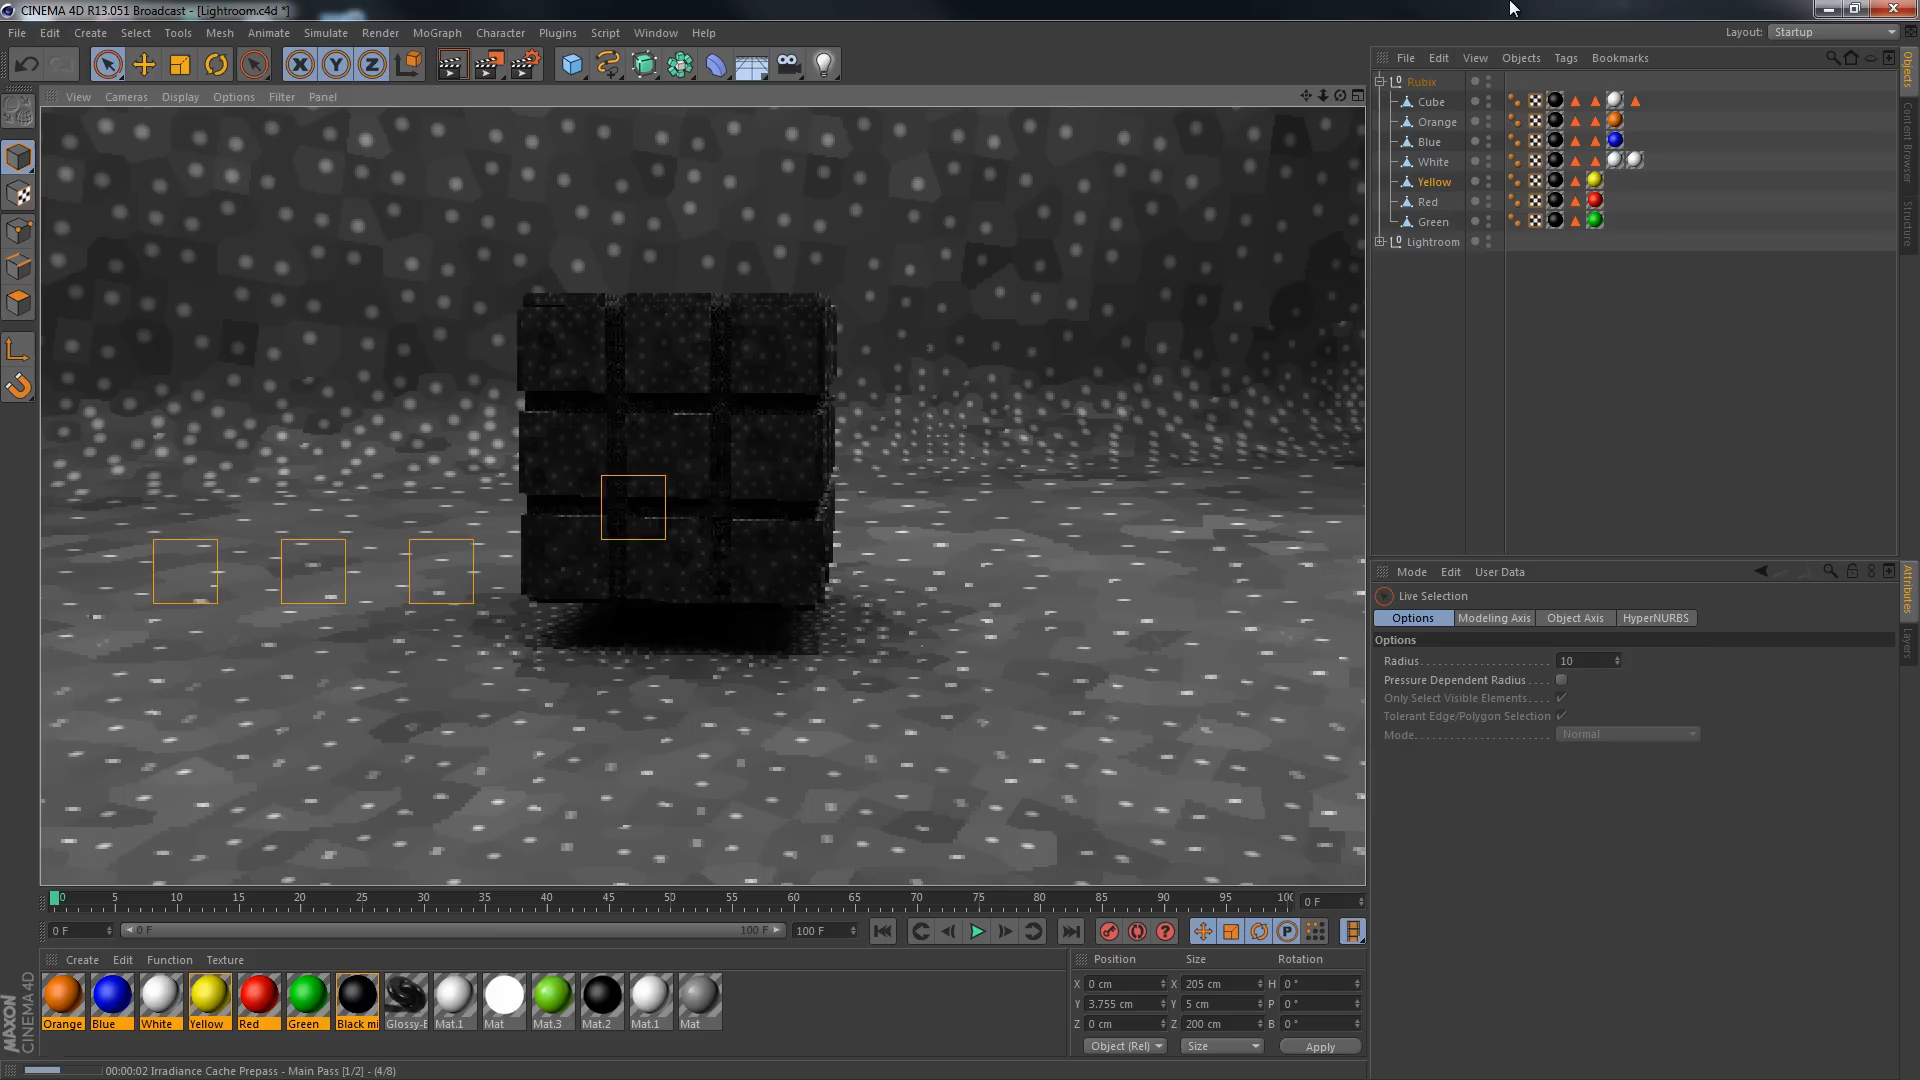 CINEMA 4D R13.051 Broadcast - [Lightroom.c4d *]
File Edit Create Select Tools Mesh Animate Simulate Render MoGraph Character Plugins Script Window Help
Layout: Startup
View Cameras Display Options Filter Panel
File Edit View Objects Tags Bookmarks
Rubix
Cube
Orange
Blue
White
Yellow
Red
Green
Lightroom
Objects
Content Browser
Structure
Mode Edit User Data
Live Selection
Options Modeling Axis Object Axis HyperNURBS
Options
Radius 10
Pressure Dependent Radius
Only Select Visible Elements
Tolerant Edge/Polygon Selection
Mode Normal
Attributes
Layers
0 5 10 15 20 25 30 35 40 45 50 55 60 65 70 75 80 85 90 95 100
0 F
0 F 0 F 100 F 100 F
Create Edit Function Texture
Orange Blue White Yellow Red Green Black mi Glossy-E Mat.1 Mat Mat.3 Mat.2 Mat.1 Mat
Position Size Rotation
X 0 cm X 205 cm H 0 °
Y 3.755 cm Y 5 cm P 0 °
Z 0 cm Z 200 cm B 0 °
Object (Rel) Size Apply
MAXON CINEMA 4D
00:00:02 Irradiance Cache Prepass - Main Pass [1/2] - (4/8)